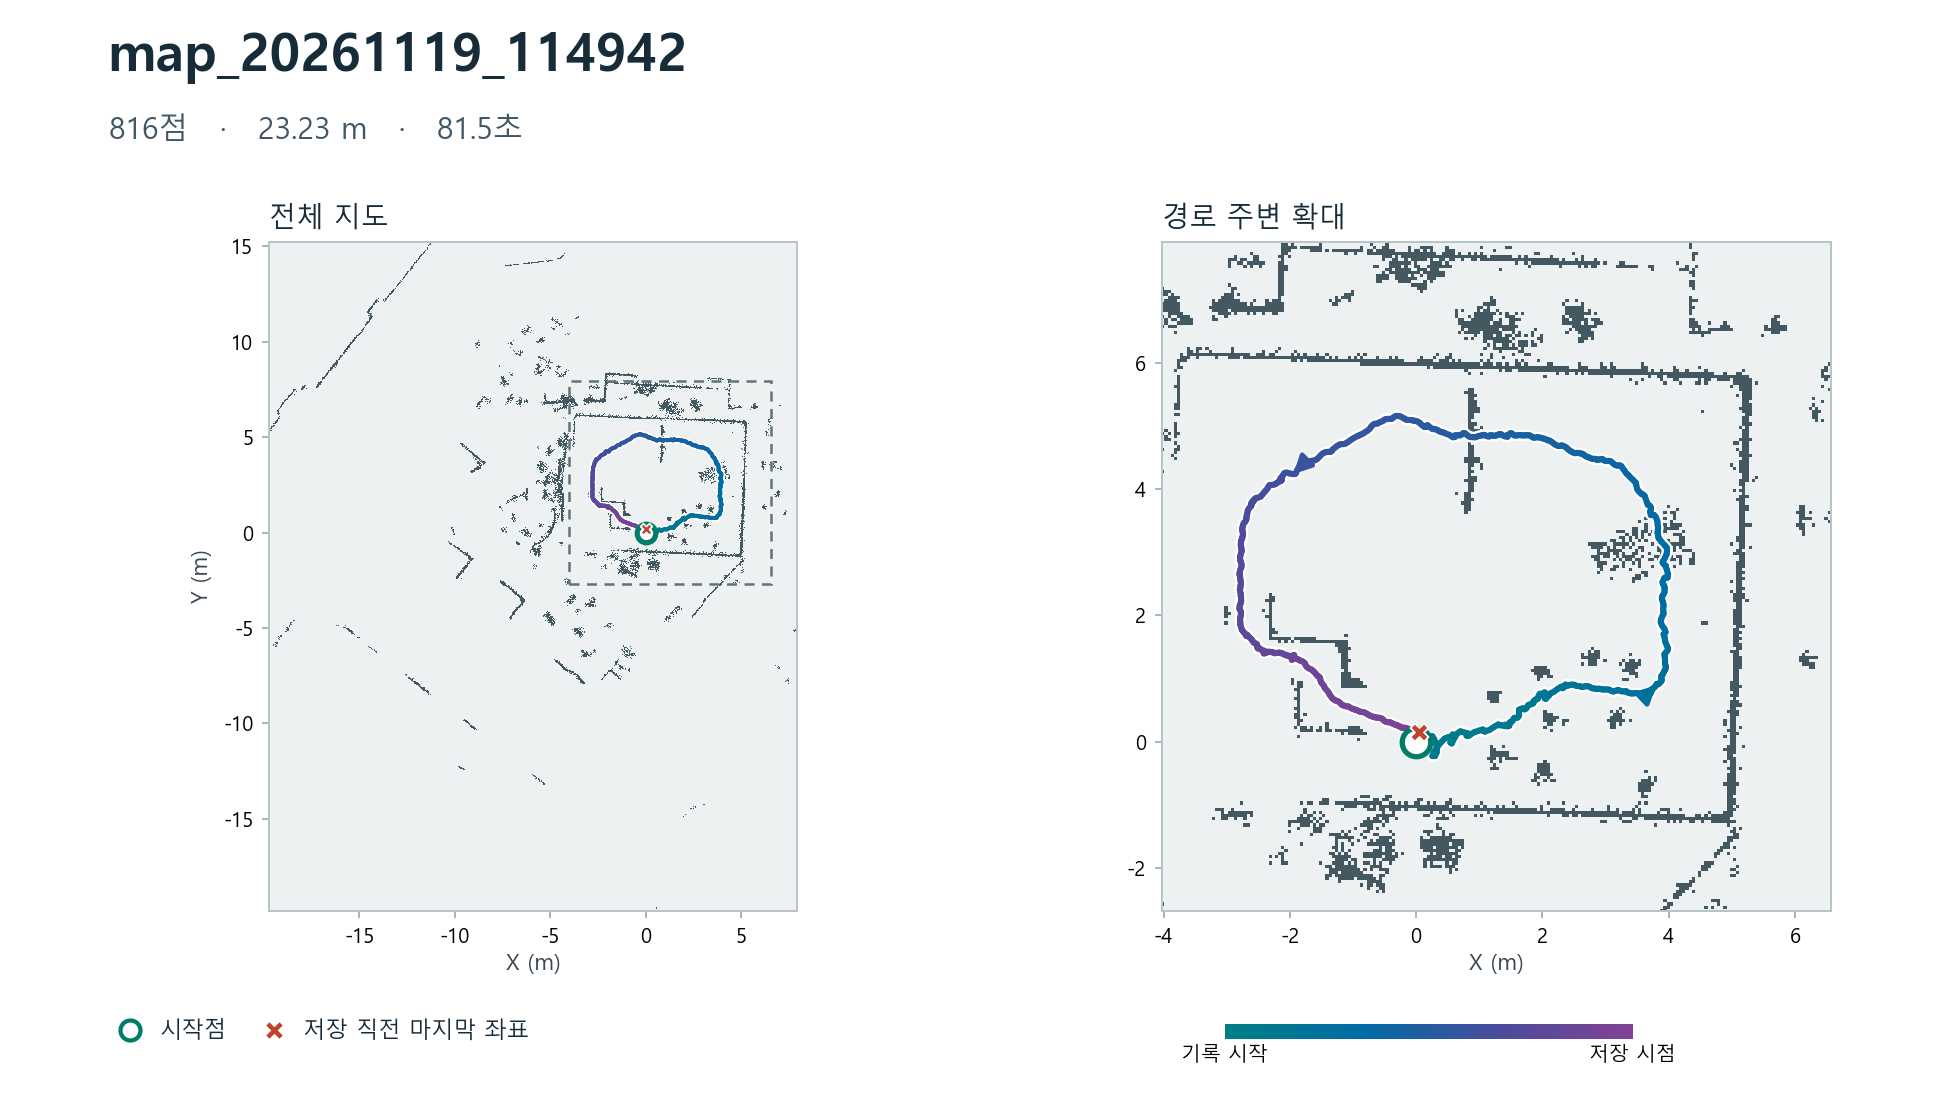 map_20261119_114942
816점 · 23.23 m · 81.5초
전체 지도
15
10
5
0
-5
-10
-15
Y (m)
-15 -10 -5 0 5
X (m)
경로 주변 확대
6
4
2
0
-2
-4 -2 0 2 4 6
X (m)
시작점 저장 직전 마지막 좌표
기록 시작 저장 시점